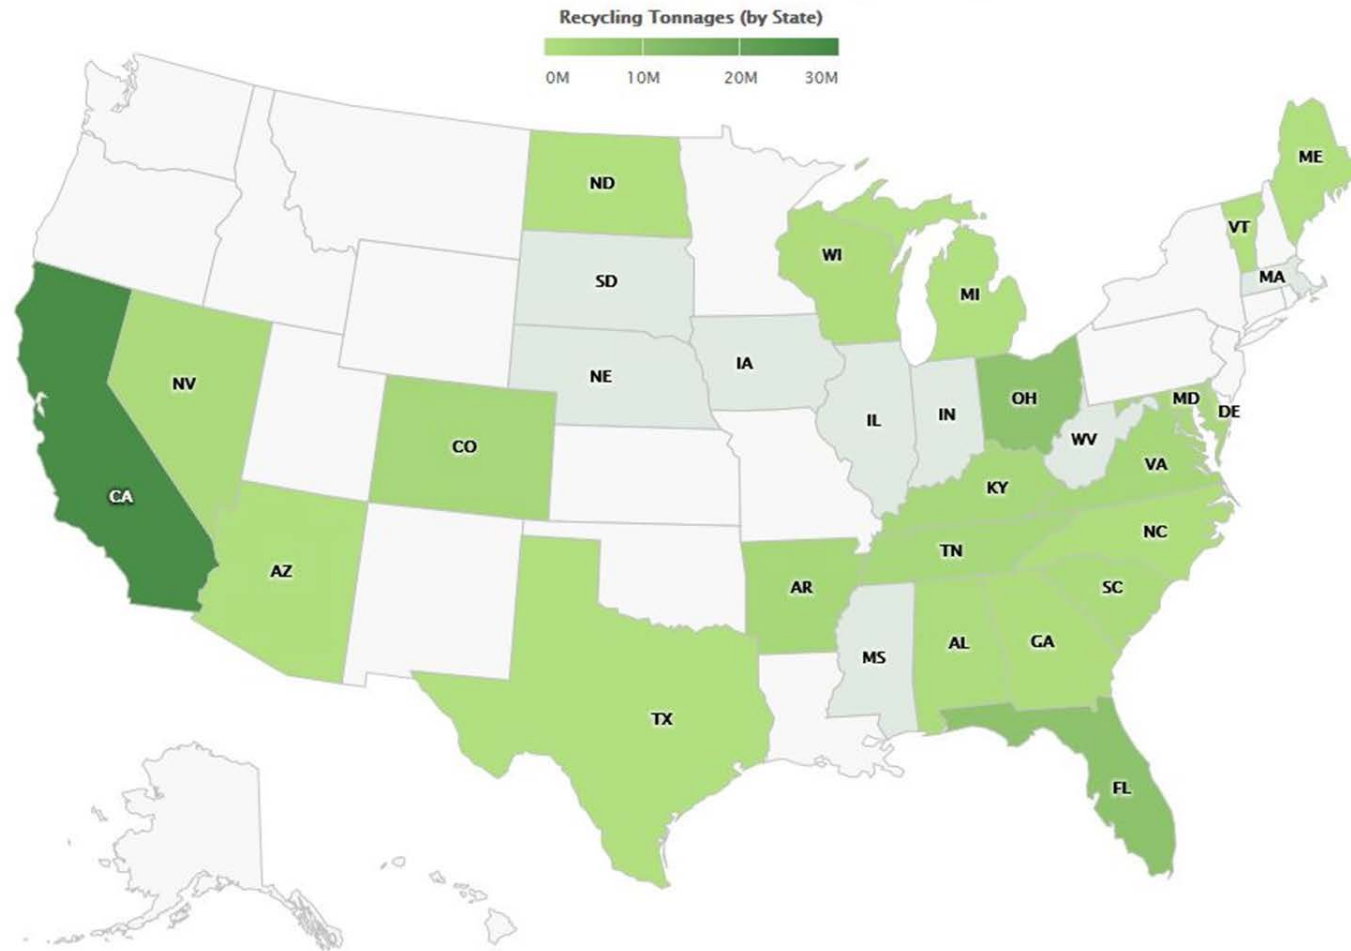 Recycling Tonnages (by State)
0M 10M 20M 30M
ME
ND
VT
WI
MA
SD
MI
IA
NE
NV
MD
OH
DE
IN
IL
WV
CO
VA
KY
CA
NC
TN
AZ
AR
SC
GA
AL
MS
TX
FL